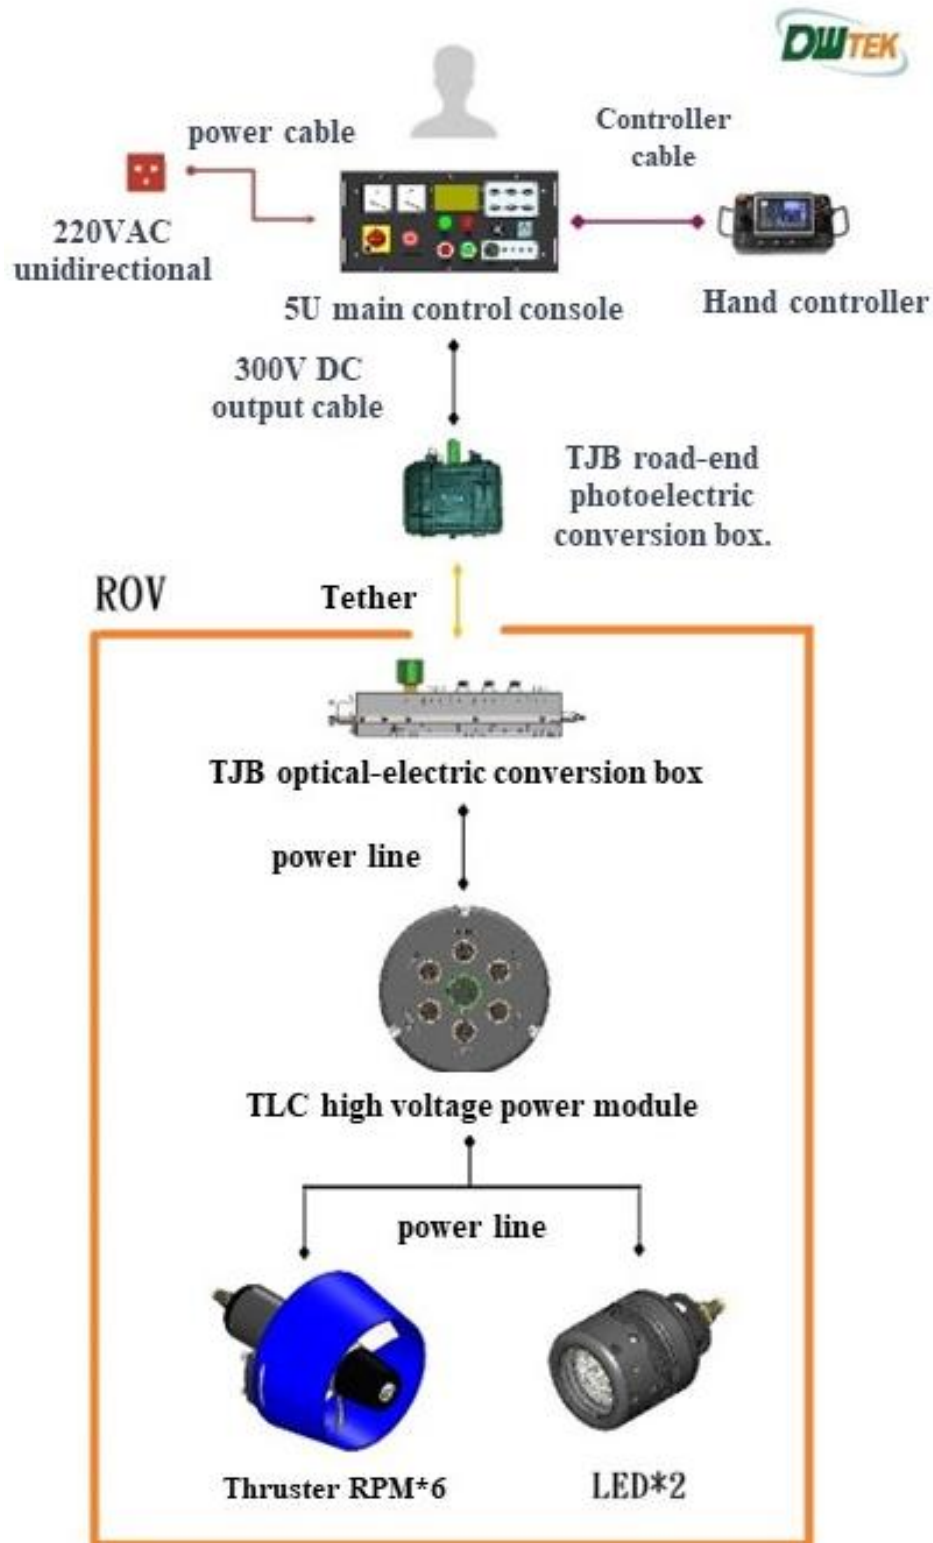 DWTEK
power cable
Controller
cable
220VAC
unidirectional
5U main control console
Hand controller
300V DC
output cable
TJB road-end
photoelectric
conversion box.
ROV
Tether
TJB optical-electric conversion box
power line
TLC high voltage power module
power line
Thruster RPM*6
LED*2